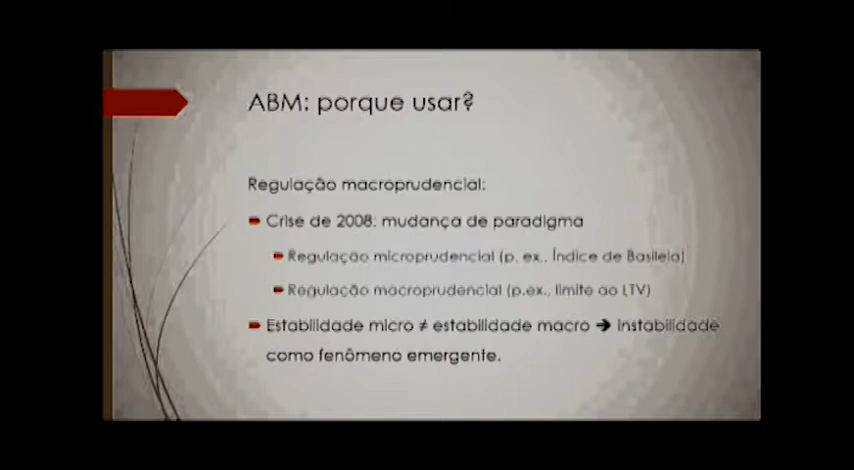 ABM: porque usar?
Regulação macroprudencial:
Crise de 2008: mudança de paradigma
Regulação microprudencial (p. ex., Índice de Basileia)
Regulação macroprudencial (p.ex., limite ao LTV)
Estabilidade micro ≠ estabilidade macro ➔ instabilidade
como fenômeno emergente.